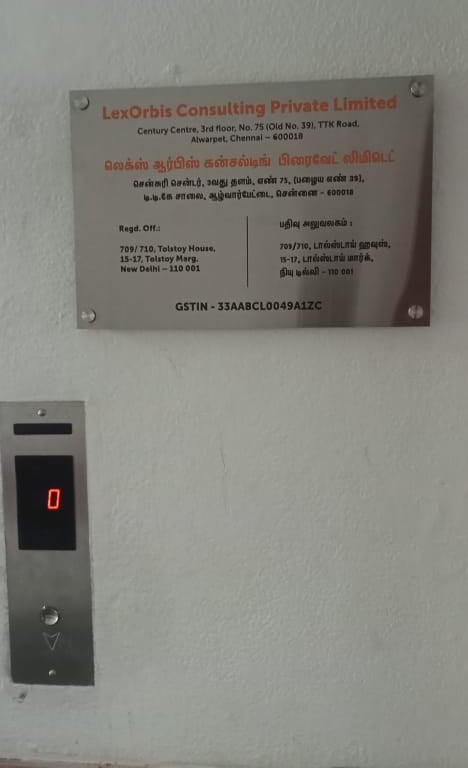 LexOrbis Consulting Private Limited
Century Centre, 3rd floor, No. 75 (Old No. 39), TTK Road,
Alwarpet, Chennai – 600018
லெக்ஸ் ஆர்பிஸ் கன்சல்டிங் பிரைவேட் லிமிடெட்
சென்சுரி சென்டர், 3வது தளம், எண் 75, (பழைய எண் 39),
டி.டி.கே சாலை, ஆழ்வார்பேட்டை, சென்னை - 600018
Regd. Off.:
709/ 710, Tolstoy House,
15-17, Tolstoy Marg,
New Delhi – 110 001
பதிவு அலுவலகம் :
709/710, டால்ஸ்டாய் ஹவுஸ்,
15-17, டால்ஸ்டாய் மார்க்,
நியு டில்லி - 110 001
GSTIN - 33AABCL0049A1ZC
0